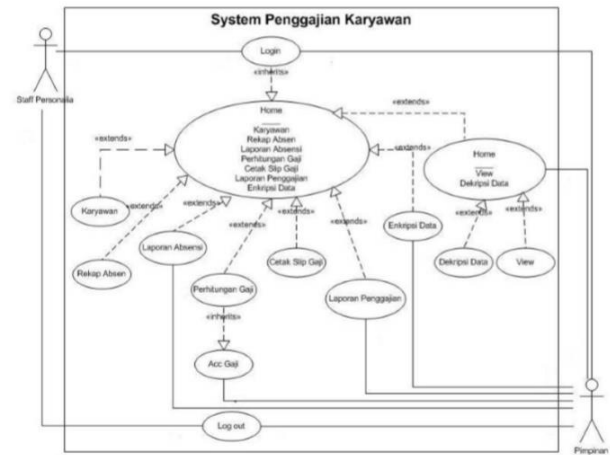 System Penggajian Karyawan
Login
Staff Personalia
«inherits»
Home
Karyawan
Rekap Absen
Laporan Absensi
Perhitungan Gaji
Cetak Slip Gaji
Laporan Penggajian
Enkripsi Data
«extends»
Home
View
Dekripsi Data
«extends»
«extends»
«extends»
«extends»
«extends»
«extends»
«extends»
«extends»
«extends»
Karyawan
Rekap Absen
Laporan Absensi
Perhitungan Gaji
Cetak Slip Gaji
Laporan Penggajian
Enkripsi Data
Dekripsi Data
View
«inherits»
Acc Gaji
Log out
Pimpinan